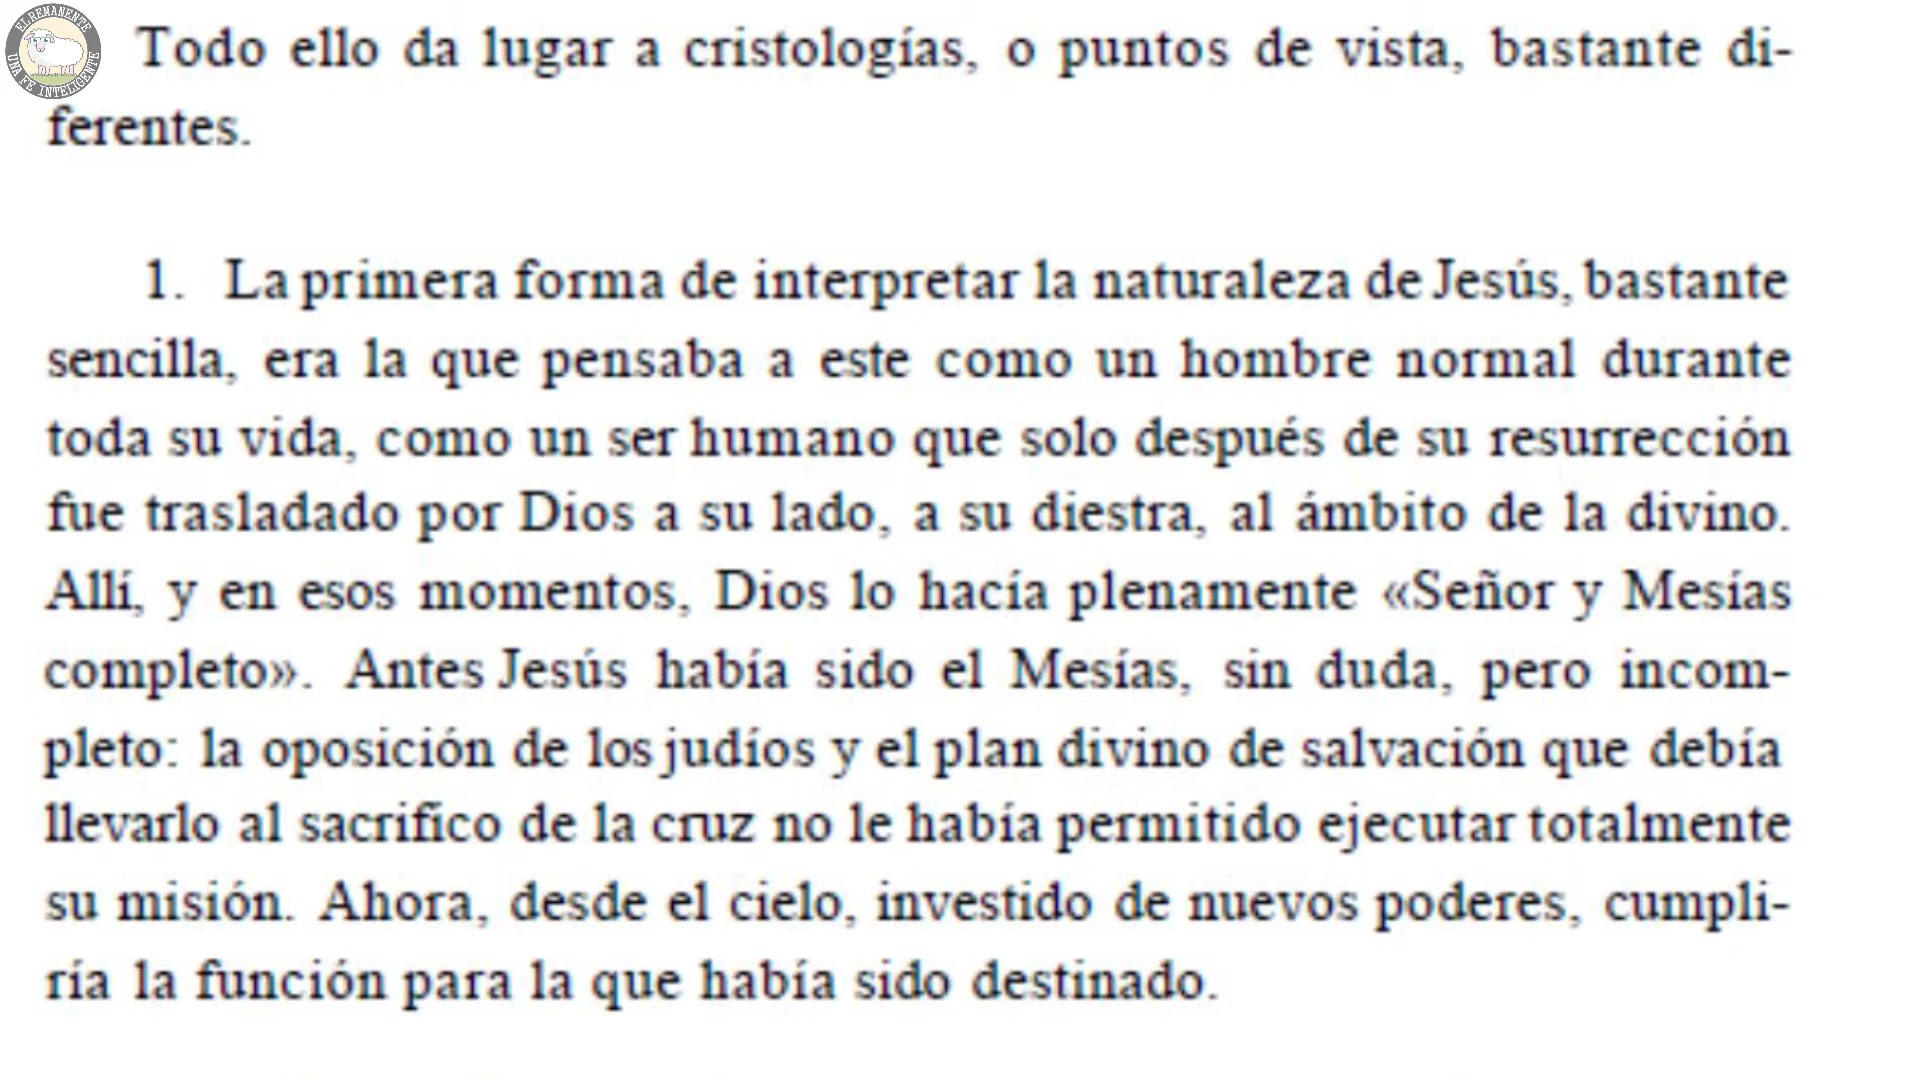 ELREMANENTE
UNA FE INTELIGENTE
Todo ello da lugar a cristologías, o puntos de vista, bastante di-
ferentes.
1. La primera forma de interpretar la naturaleza de Jesús, bastante
sencilla, era la que pensaba a este como un hombre normal durante
toda su vida, como un ser humano que solo después de su resurrección
fue trasladado por Dios a su lado, a su diestra, al ámbito de la divino.
Allí, y en esos momentos, Dios lo hacía plenamente «Señor y Mesías
completo». Antes Jesús había sido el Mesías, sin duda, pero incom-
pleto: la oposición de los judíos y el plan divino de salvación que debía
llevarlo al sacrifico de la cruz no le había permitido ejecutar totalmente
su misión. Ahora, desde el cielo, investido de nuevos poderes, cumpli-
ría la función para la que había sido destinado.